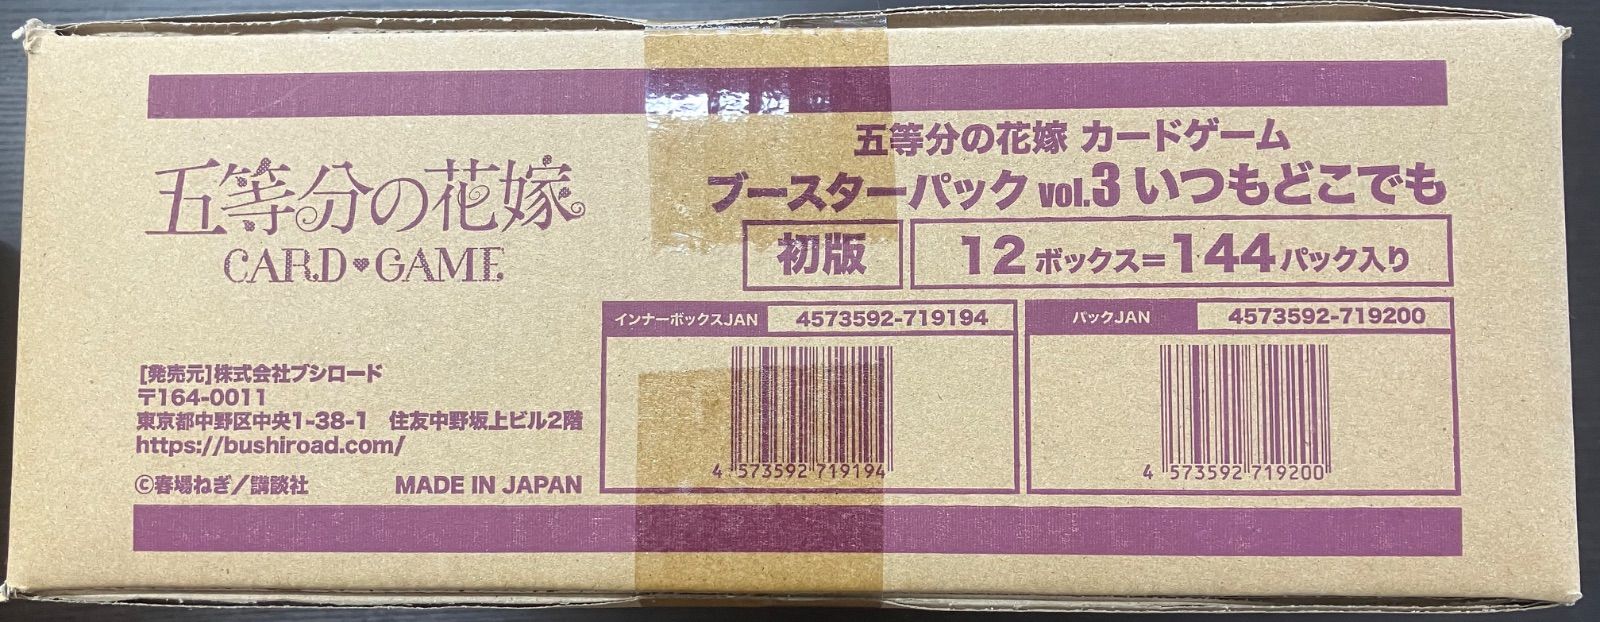 五等分の花嫁
CARD♥GAME
五等分の花嫁 カードゲーム
ブースターパック vol.3 いつもどこでも
初版
12ボックス=144パック入り
インナーボックスJAN 4573592-719194
4 573592 719194
パックJAN 4573592-719200
4 573592 719200
[発売元]株式会社ブシロード
〒164-0011
東京都中野区中央1-38-1 住友中野坂上ビル2階
https://bushiroad.com/
©春場ねぎ/講談社 MADE IN JAPAN